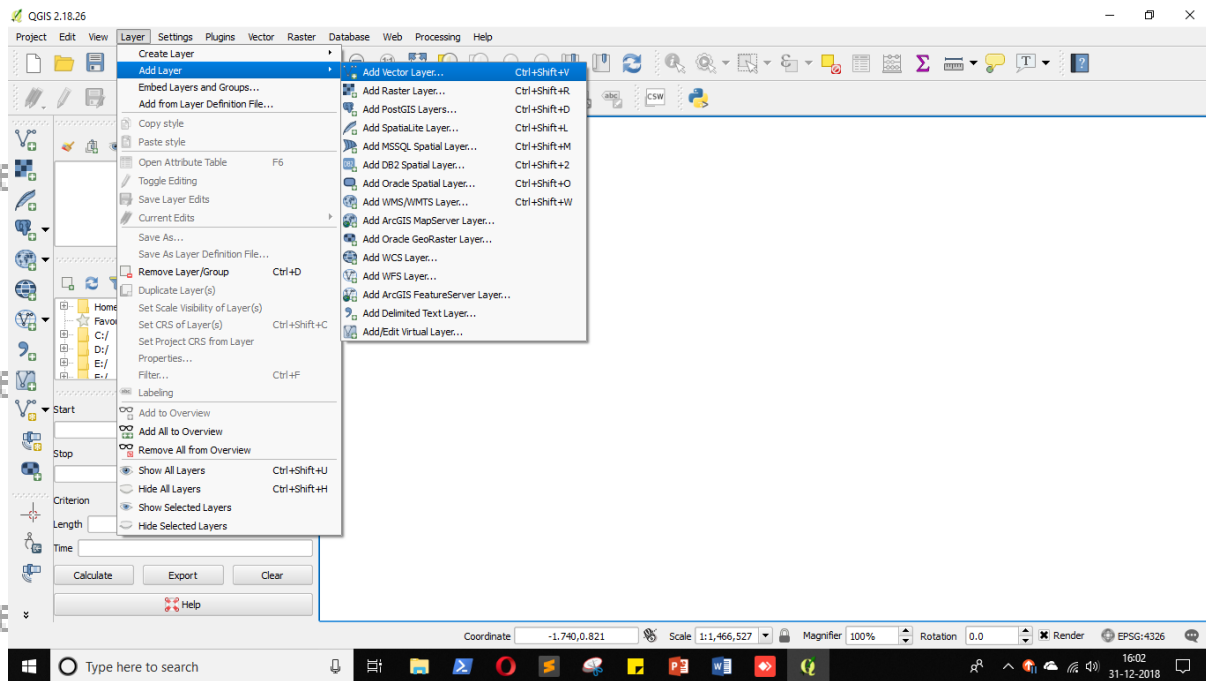 QGIS 2.18.26
Project Edit View Layer Settings Plugins Vector Raster Database Web Processing Help
Create Layer
Add Layer
Embed Layers and Groups...
Add from Layer Definition File...
Copy style
Paste style
Open Attribute Table F6
Toggle Editing
Save Layer Edits
Current Edits
Save As...
Save As Layer Definition File...
Remove Layer/Group Ctrl+D
Duplicate Layer(s)
Set Scale Visibility of Layer(s)
Set CRS of Layer(s) Ctrl+Shift+C
Set Project CRS from Layer
Properties...
Filter... Ctrl+F
Labeling
Add to Overview
Add All to Overview
Remove All from Overview
Show All Layers Ctrl+Shift+U
Hide All Layers Ctrl+Shift+H
Show Selected Layers
Hide Selected Layers
Add Vector Layer... Ctrl+Shift+V
Add Raster Layer... Ctrl+Shift+R
Add PostGIS Layers... Ctrl+Shift+D
Add SpatiaLite Layer... Ctrl+Shift+L
Add MSSQL Spatial Layer... Ctrl+Shift+M
Add DB2 Spatial Layer... Ctrl+Shift+2
Add Oracle Spatial Layer... Ctrl+Shift+O
Add WMS/WMTS Layer... Ctrl+Shift+W
Add ArcGIS MapServer Layer...
Add Oracle GeoRaster Layer...
Add WCS Layer...
Add WFS Layer...
Add ArcGIS FeatureServer Layer...
Add Delimited Text Layer...
Add/Edit Virtual Layer...
abc
CSW
Home
Favo
C:/
D:/
E:/
Start
Stop
Criterion
Length
Time
Calculate Export Clear
Help
Coordinate -1.740,0.821 Scale 1:1,466,527 Magnifier 100% Rotation 0.0 Render EPSG:4326
Type here to search
16:02
31-12-2018